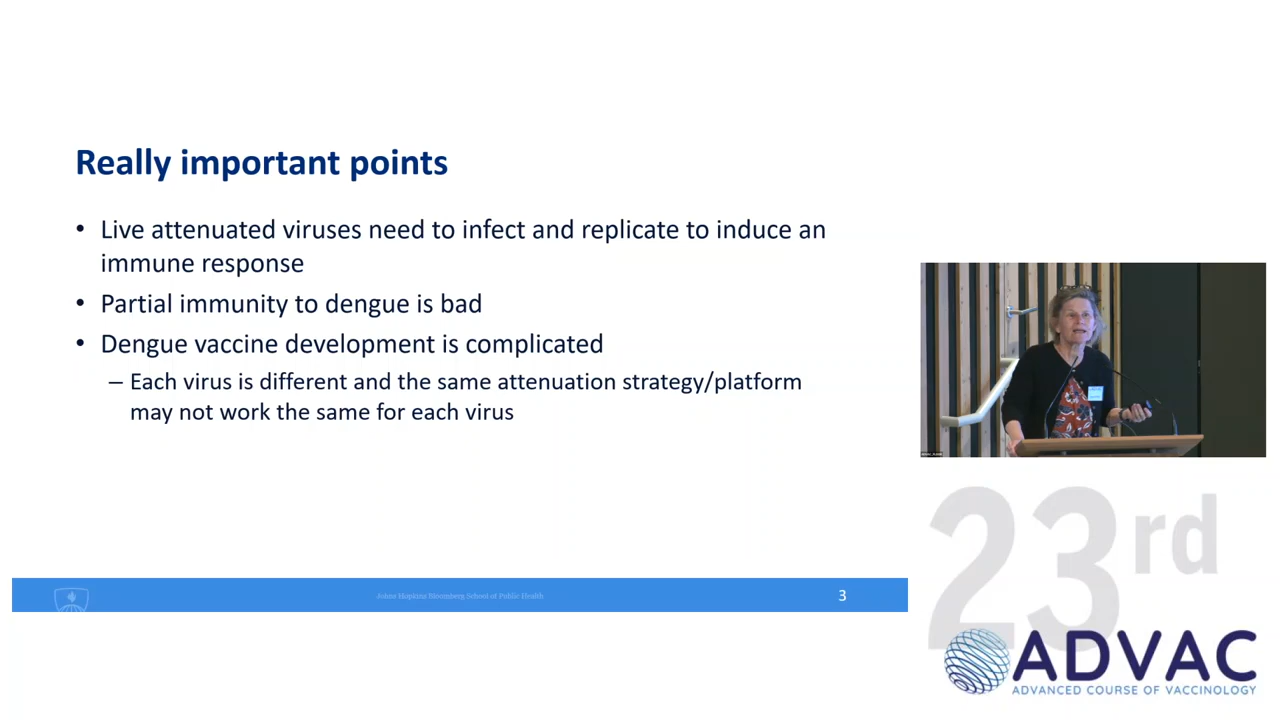 Really important points
• Live attenuated viruses need to infect and replicate to induce an
immune response
• Partial immunity to dengue is bad
• Dengue vaccine development is complicated
– Each virus is different and the same attenuation strategy/platform
may not work the same for each virus
Johns Hopkins Bloomberg School of Public Health
3
23rd
ADVAC
ADVANCED COURSE OF VACCINOLOGY